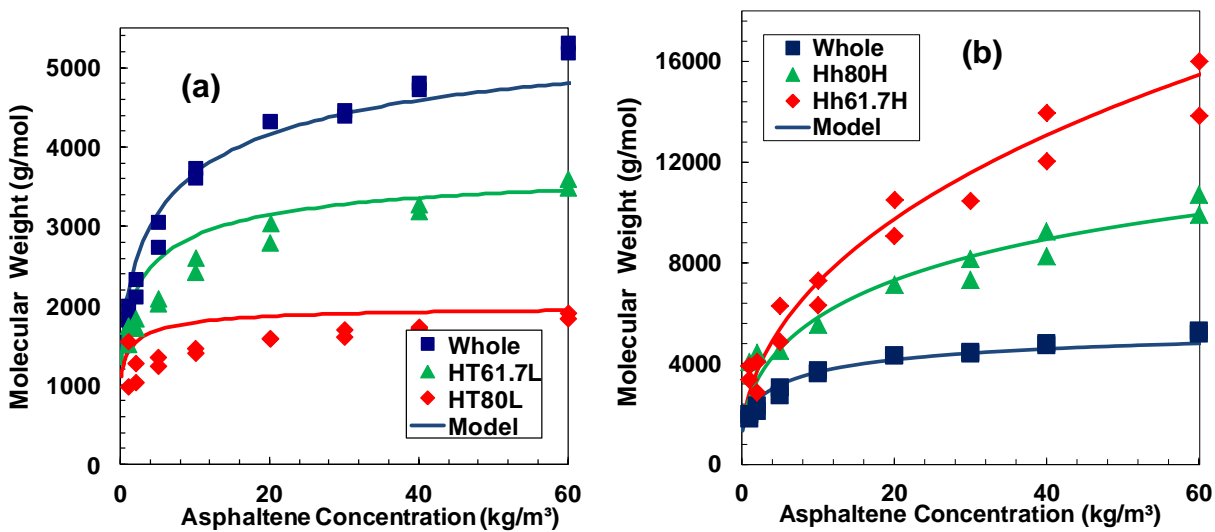 (a)
Molecular Weight (g/mol)
5000
4000
3000
2000
1000
0
Whole
HT61.7L
HT80L
Model
0 20 40 60
Asphaltene Concentration (kg/m³)
(b)
Molecular Weight (g/mol)
16000
12000
8000
4000
0
Whole
Hh80H
Hh61.7H
Model
0 20 40 60
Asphaltene Concentration (kg/m³)